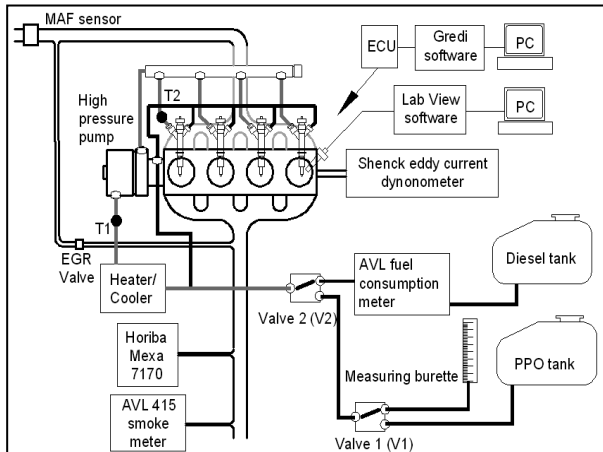 MAF sensor
ECU
Gredi
software
PC
T2
High
pressure
pump
Lab View
software
PC
Shenck eddy current
dynonometer
T1
EGR
Valve
Heater/
Cooler
AVL fuel
consumption
meter
Diesel tank
Valve 2 (V2)
Horiba
Mexa
7170
Measuring burette
PPO tank
AVL 415
smoke
meter
Valve 1 (V1)